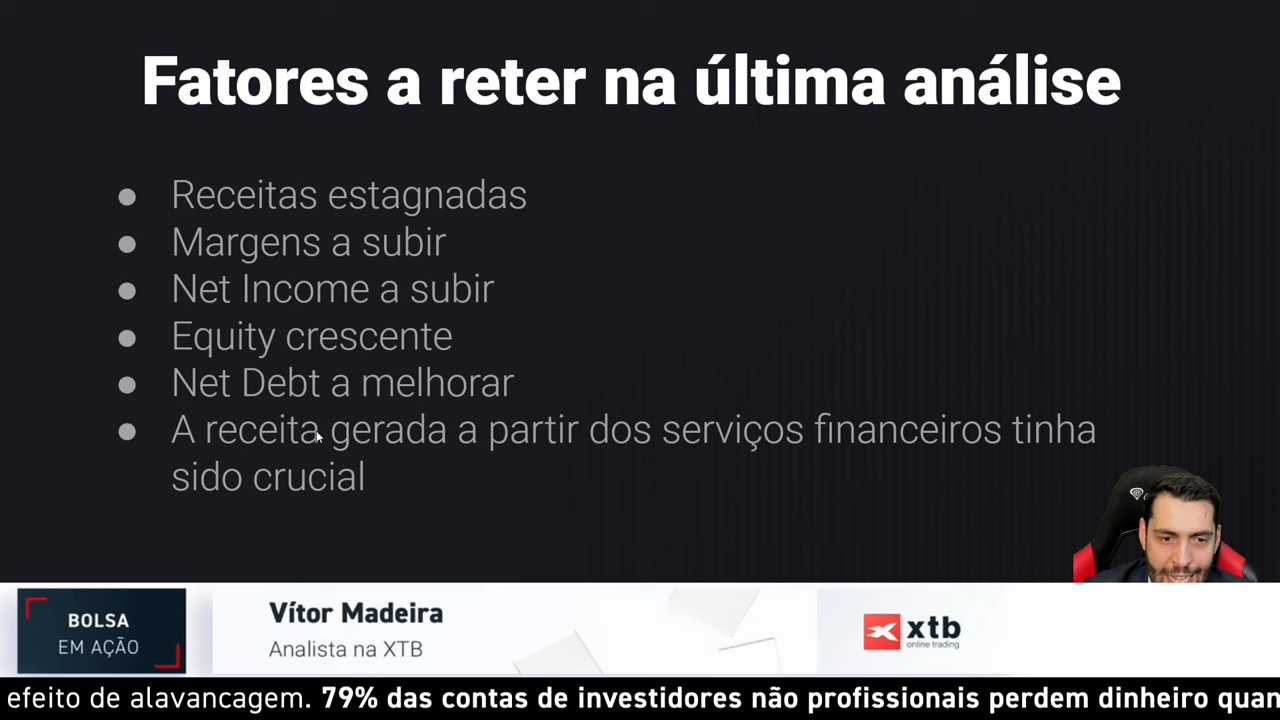 Fatores a reter na última análise
● Receitas estagnadas
● Margens a subir
● Net Income a subir
● Equity crescente
● Net Debt a melhorar
● A receita gerada a partir dos serviços financeiros tinha
sido crucial
BOLSA
EM AÇÃO
Vítor Madeira
Analista na XTB
xtb
online trading
efeito de alavancagem. 79% das contas de investidores não profissionais perdem dinheiro quan